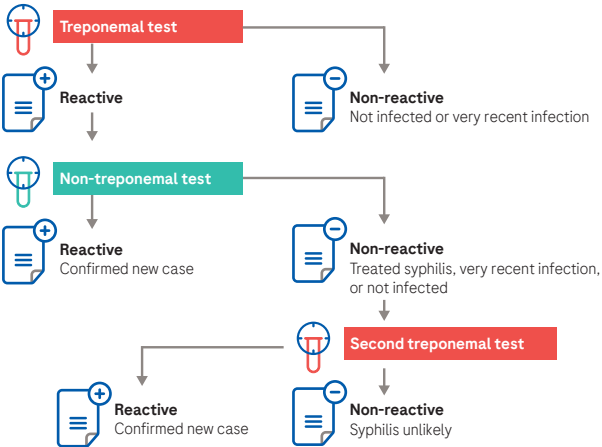 Treponemal test
Reactive
Non-reactive
Not infected or very recent infection
Non-treponemal test
Reactive
Confirmed new case
Non-reactive
Treated syphilis, very recent infection,
or not infected
Second treponemal test
Reactive
Confirmed new case
Non-reactive
Syphilis unlikely